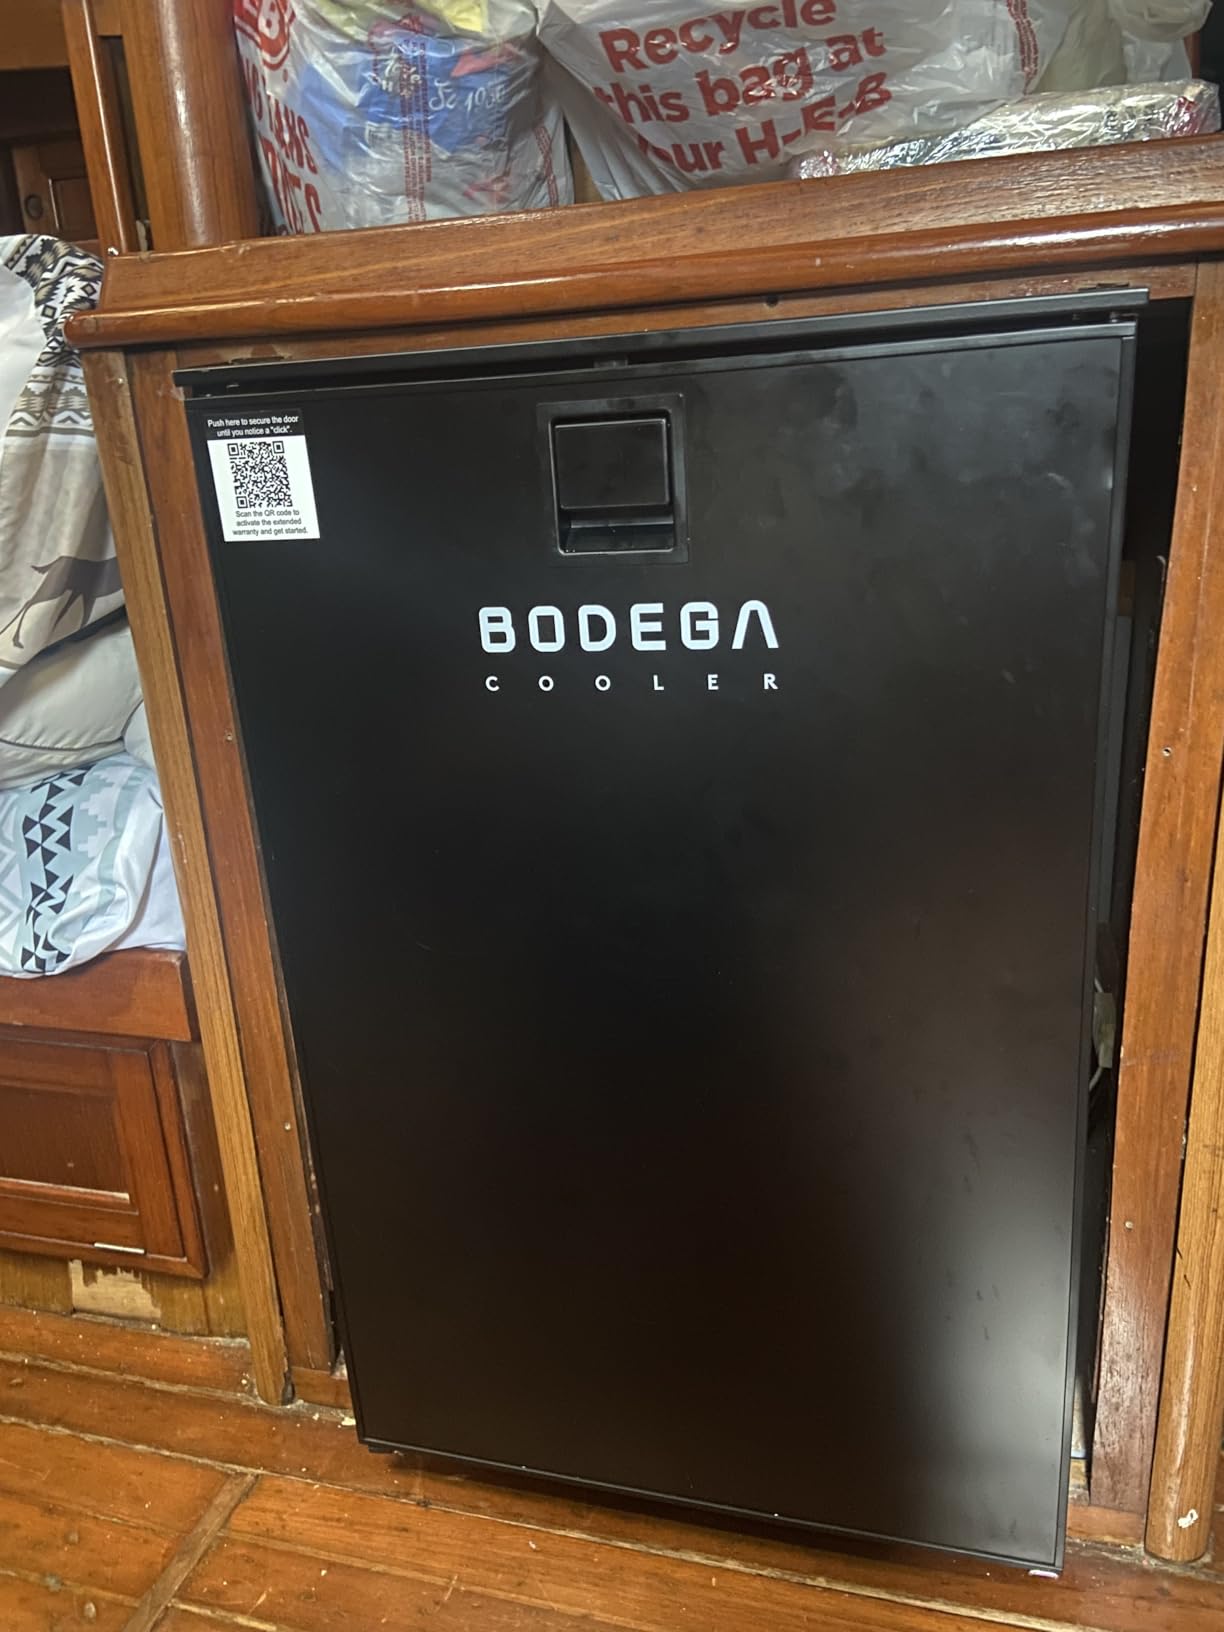 Recycle
this bag at
your H-E-B
Push here to secure the door
until you notice a "click".
Scan the QR code to
activate the extended
warranty and get started.
BODEGA
COOLER